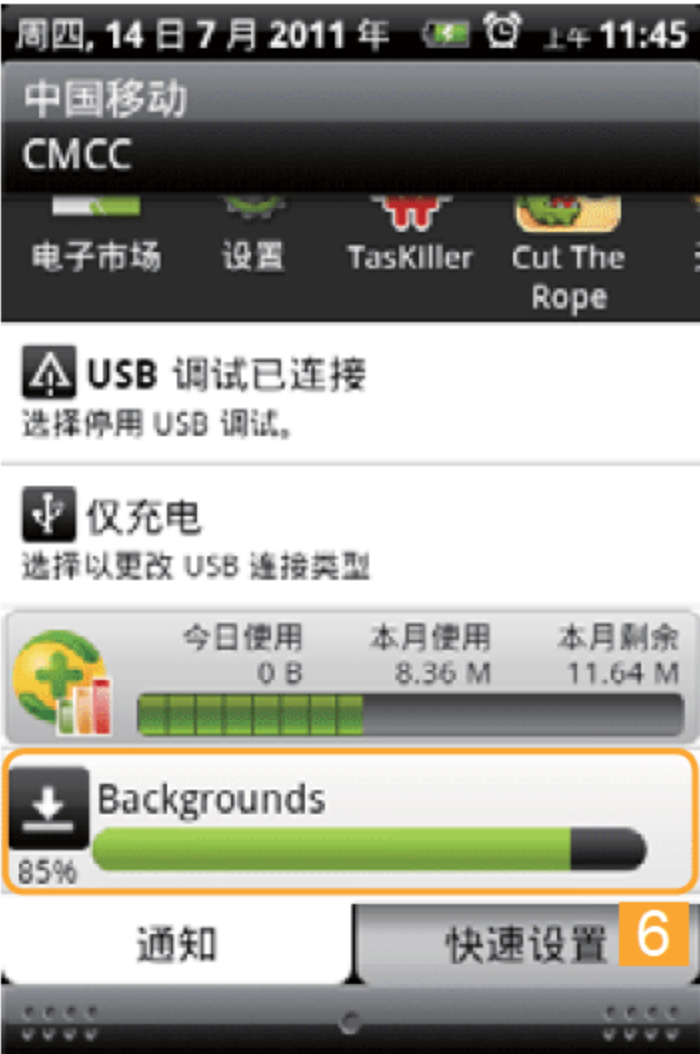 周四, 14 日 7 月 2011 年 上午 11:45
中国移动
CMCC
电子市场 设置 TasKIller Cut The Rope
USB 调试已连接
选择停用 USB 调试。
仅充电
选择以更改 USB 连接类型
今日使用 本月使用 本月剩余
0 B 8.36 M 11.64 M
Backgrounds
85%
通知 快速设置 6